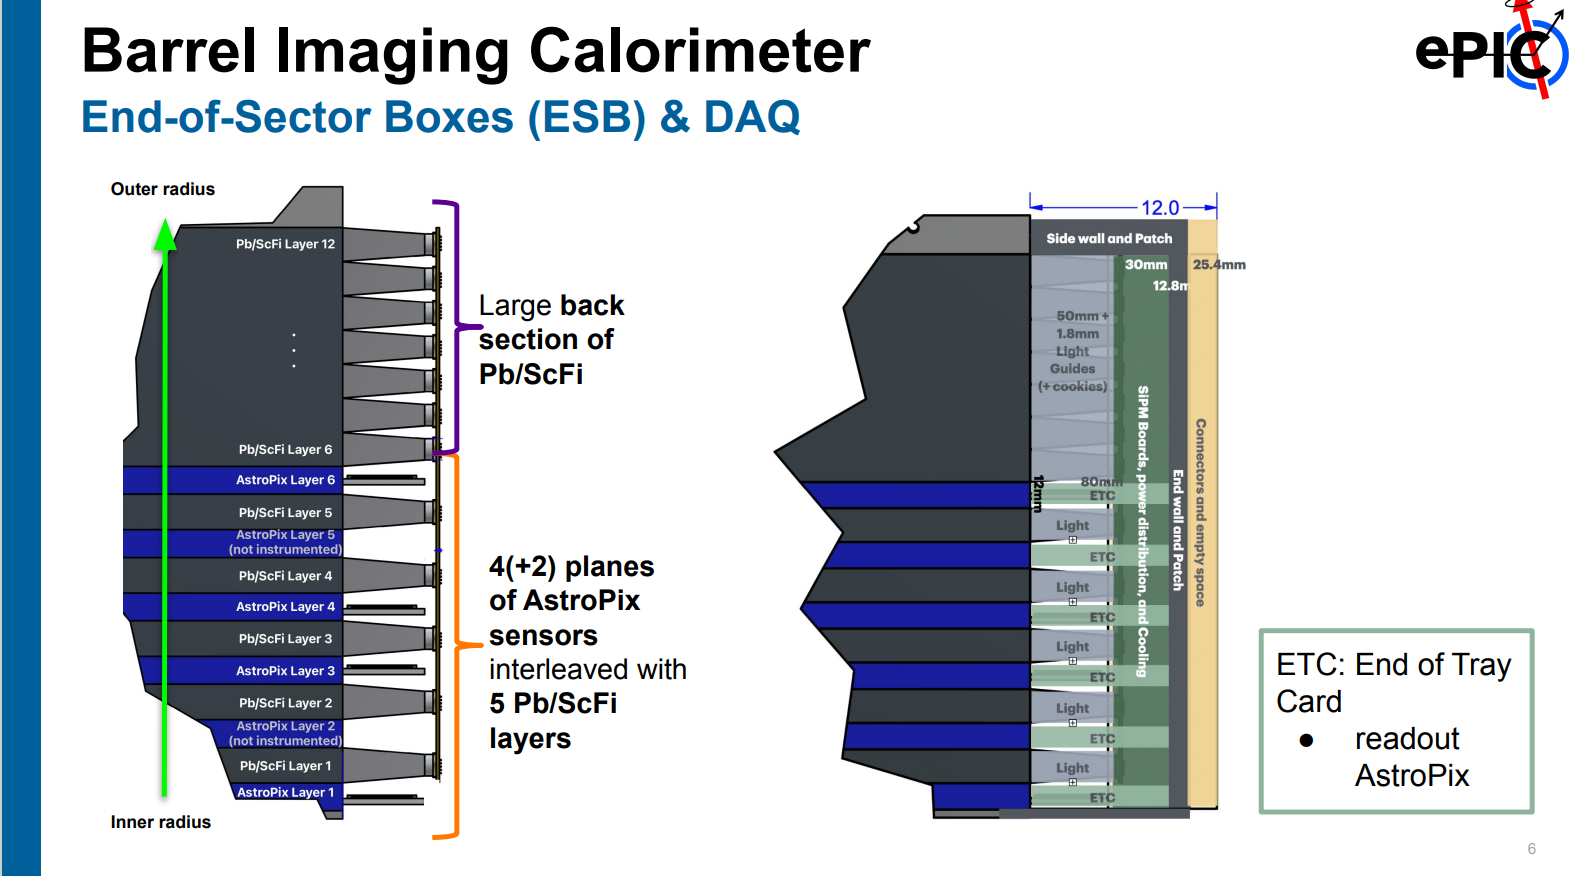 Barrel Imaging Calorimeter
End-of-Sector Boxes (ESB) & DAQ
ePIC
Outer radius
Pb/ScFi Layer 12
Pb/ScFi Layer 6
AstroPix Layer 6
Pb/ScFi Layer 5
AstroPix Layer 5
(not instrumented)
Pb/ScFi Layer 4
AstroPix Layer 4
Pb/ScFi Layer 3
AstroPix Layer 3
Pb/ScFi Layer 2
AstroPix Layer 2
(not instrumented)
Pb/ScFi Layer 1
AstroPix Layer 1
Inner radius
Large back
section of
Pb/ScFi
4(+2) planes
of AstroPix
sensors
interleaved with
5 Pb/ScFi
layers
12.0
Side wall and Patch
30mm
25.4mm
12.8m
50mm +
1.8mm
Light
Guides
(+ cookies)
80mm
12mm
ETC
Light
ETC
Light
ETC
Light
ETC
Light
ETC
Light
ETC
SiPM Boards, power distribution, and Cooling
End wall and Patch
Connectors and empty space
ETC: End of Tray
Card
● readout
AstroPix
6